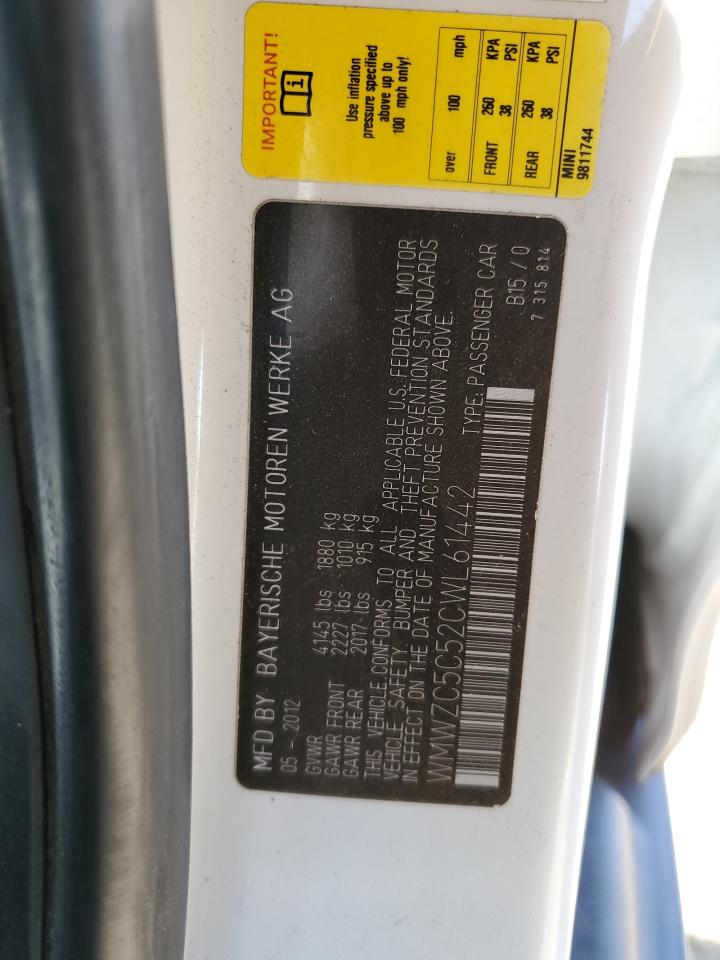 MFD BY BAYERISCHE MOTOREN WERKE AG
05 - 2012
GVWR 4145 lbs 1880 kg
GAWR FRONT 2227 lbs 1010 kg
GAWR REAR 2017 lbs 915 kg
THIS VEHICLE CONFORMS TO ALL APPLICABLE U.S. FEDERAL MOTOR
VEHICLE SAFETY, BUMPER AND THEFT PREVENTION STANDARDS
IN EFFECT ON THE DATE OF MANUFACTURE SHOWN ABOVE.
WMWZC5C52CWL61442 TYPE: PASSENGER CAR
B15 / 0
7 315 814
IMPORTANT!
Use inflation
pressure specified
above up to
100 mph only!
over 100 mph
FRONT 260 KPA
38 PSI
REAR 260 KPA
38 PSI
MINI
9811744